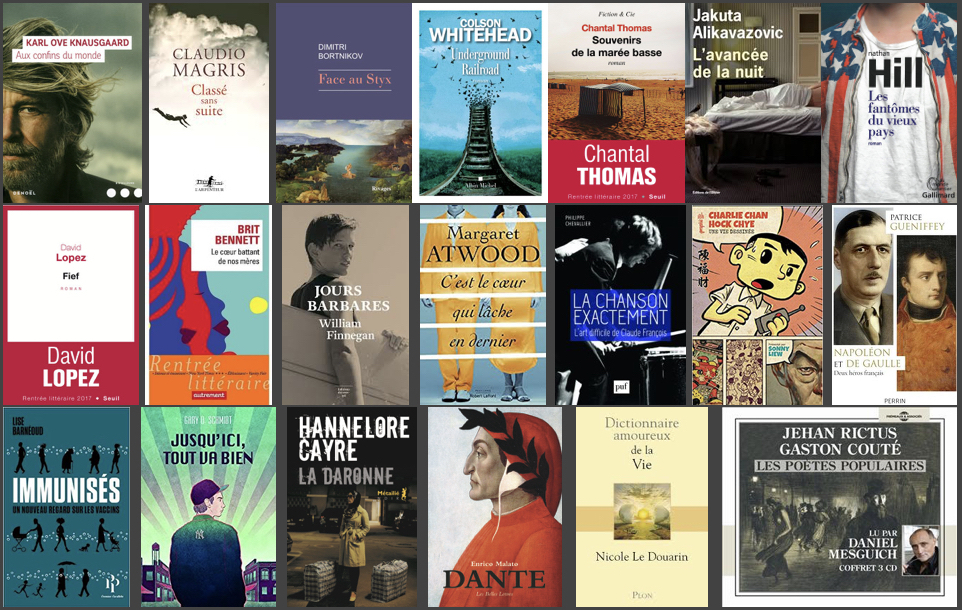 KARL OVE KNAUSGAARD
Aux confins du monde
DENOËL
CLAUDIO
MAGRIS
Classé
sans
suite
L'ARPENTEUR
DIMITRI
BORTNIKOV
Face au Styx
Rivages
COLSON
WHITEHEAD
Underground
Railroad
Albin Michel
Fiction & Cie
Chantal Thomas
Souvenirs
de la marée basse
roman
Chantal
THOMAS
Rentrée littéraire 2017 • Seuil
Jakuta
Alikavazovic
L'avancée
de la nuit
Éditions de l'Olivier
nathan
Hill
Les
fantômes
du vieux
pays
roman
Gallimard
David
Lopez
Fief
ROMAN
David
LOPEZ
Rentrée littéraire 2017 • Seuil
BRIT
BENNETT
Le cœur battant
de nos mères
Rentrée
littéraire
autrement
JOURS
BARBARES
William
Finnegan
Margaret
ATWOOD
C'est le cœur
qui lâche
en dernier
Robert Laffont
PHILIPPE
CHEVALLIER
LA CHANSON
EXACTEMENT
L'art difficile de Claude François
puf
CHARLIE CHAN
HOCK CHYE
UNE VIE DESSINÉE
陳
福
財
SONNY
LIEW
PATRICE
GUENIFFEY
NAPOLÉON
ET DE GAULLE
Deux héros français
PERRIN
LISE
BARNÉOUD
IMMUNISÉS
UN NOUVEAU REGARD SUR LES VACCINS
GARY D. SCHMIDT
JUSQU'ICI,
TOUT VA BIEN
NY
HANNELORE
CAYRE
LA DARONNE
Métailié
Enrico Malato
DANTE
Les Belles Lettres
Dictionnaire
amoureux
de la
Vie
Nicole Le Douarin
PLON
FRÉMEAUX & ASSOCIÉS
JEHAN RICTUS
GASTON COUTÉ
LES POÈTES POPULAIRES
LU PAR
DANIEL
MESGUICH
COFFRET 3 CD